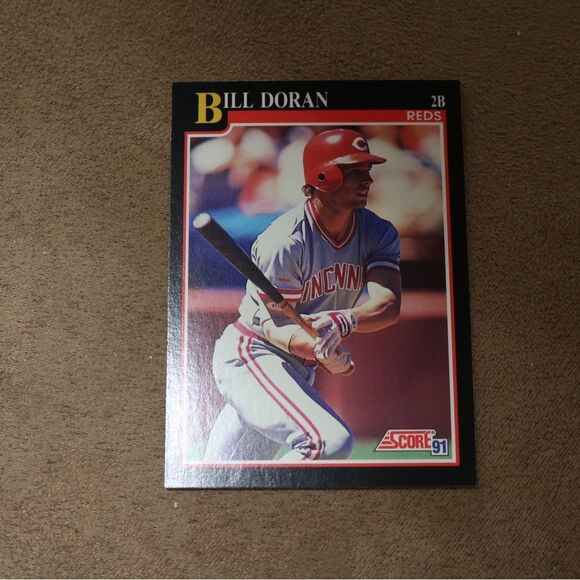 BILL DORAN 2B
REDS
CINCINNATI
SCORE® 91